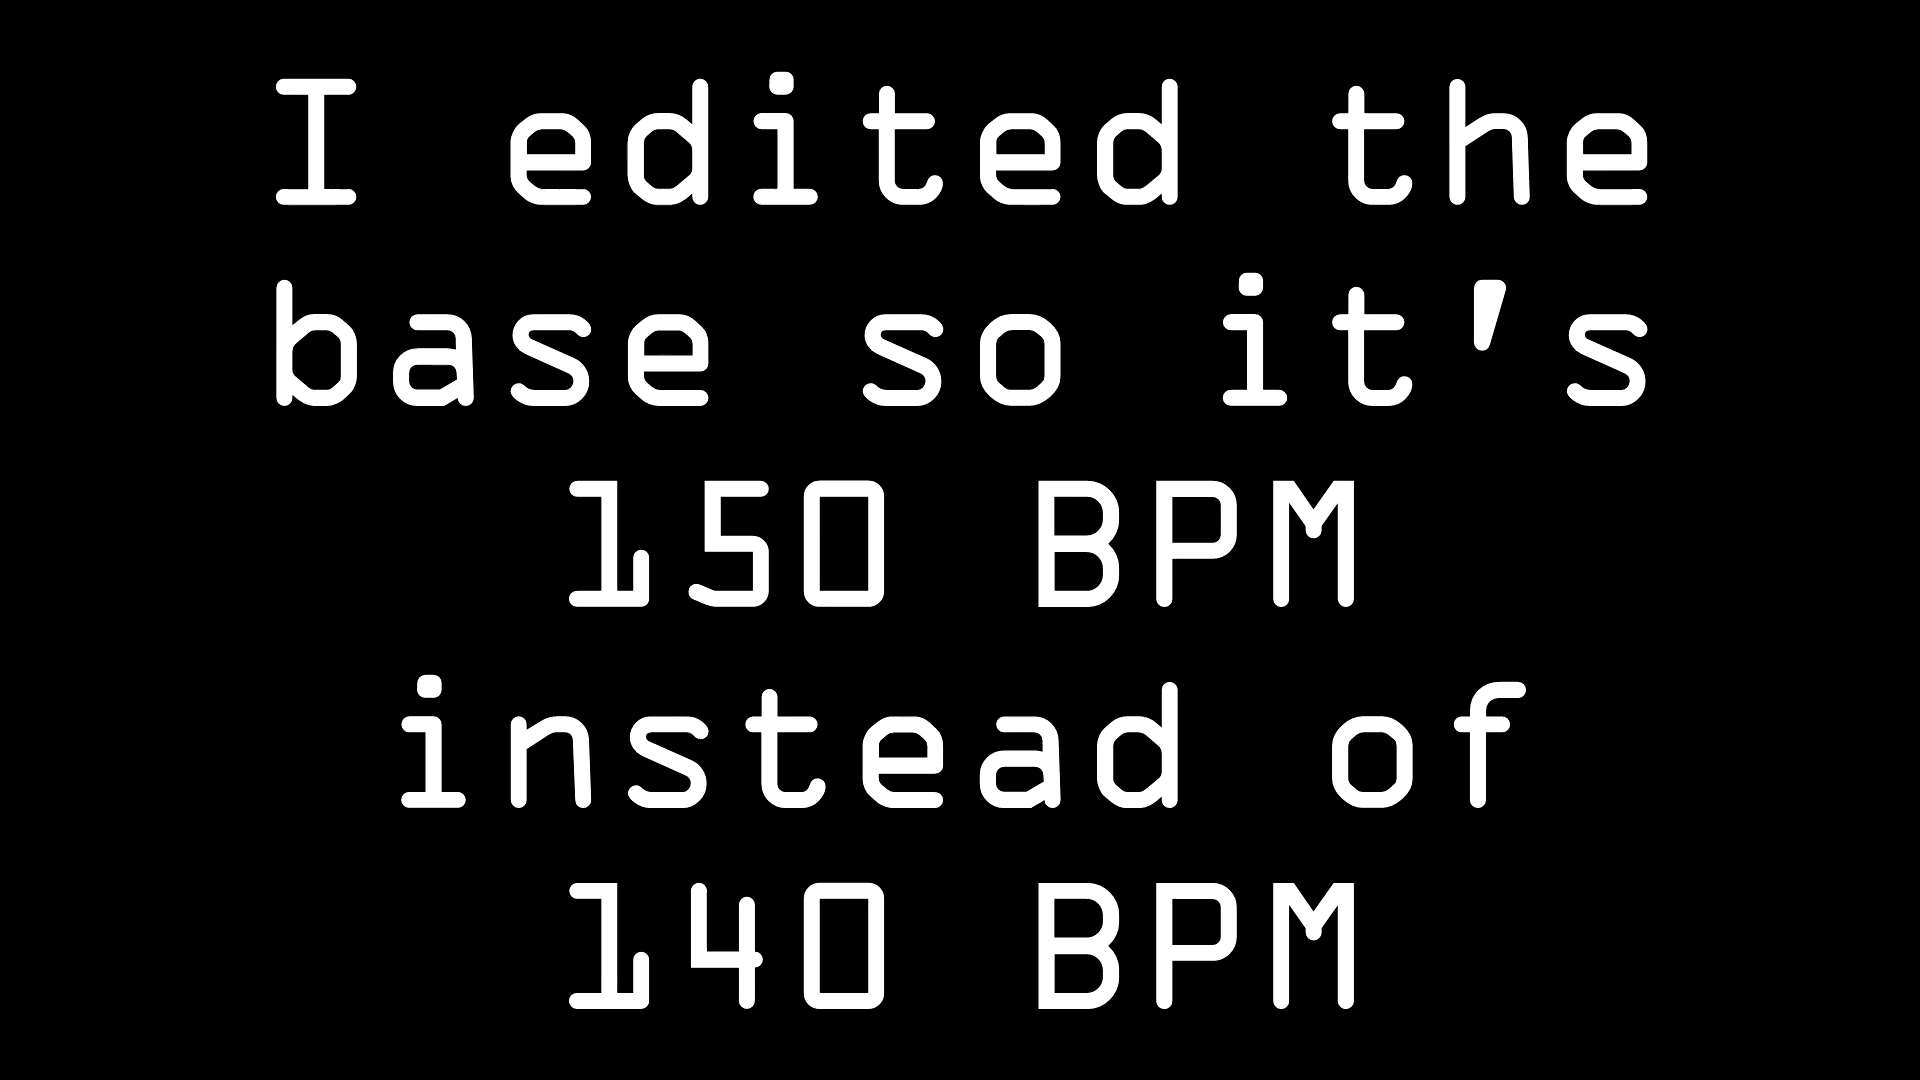 I edited the
base so it's
150 BPM
instead of
140 BPM